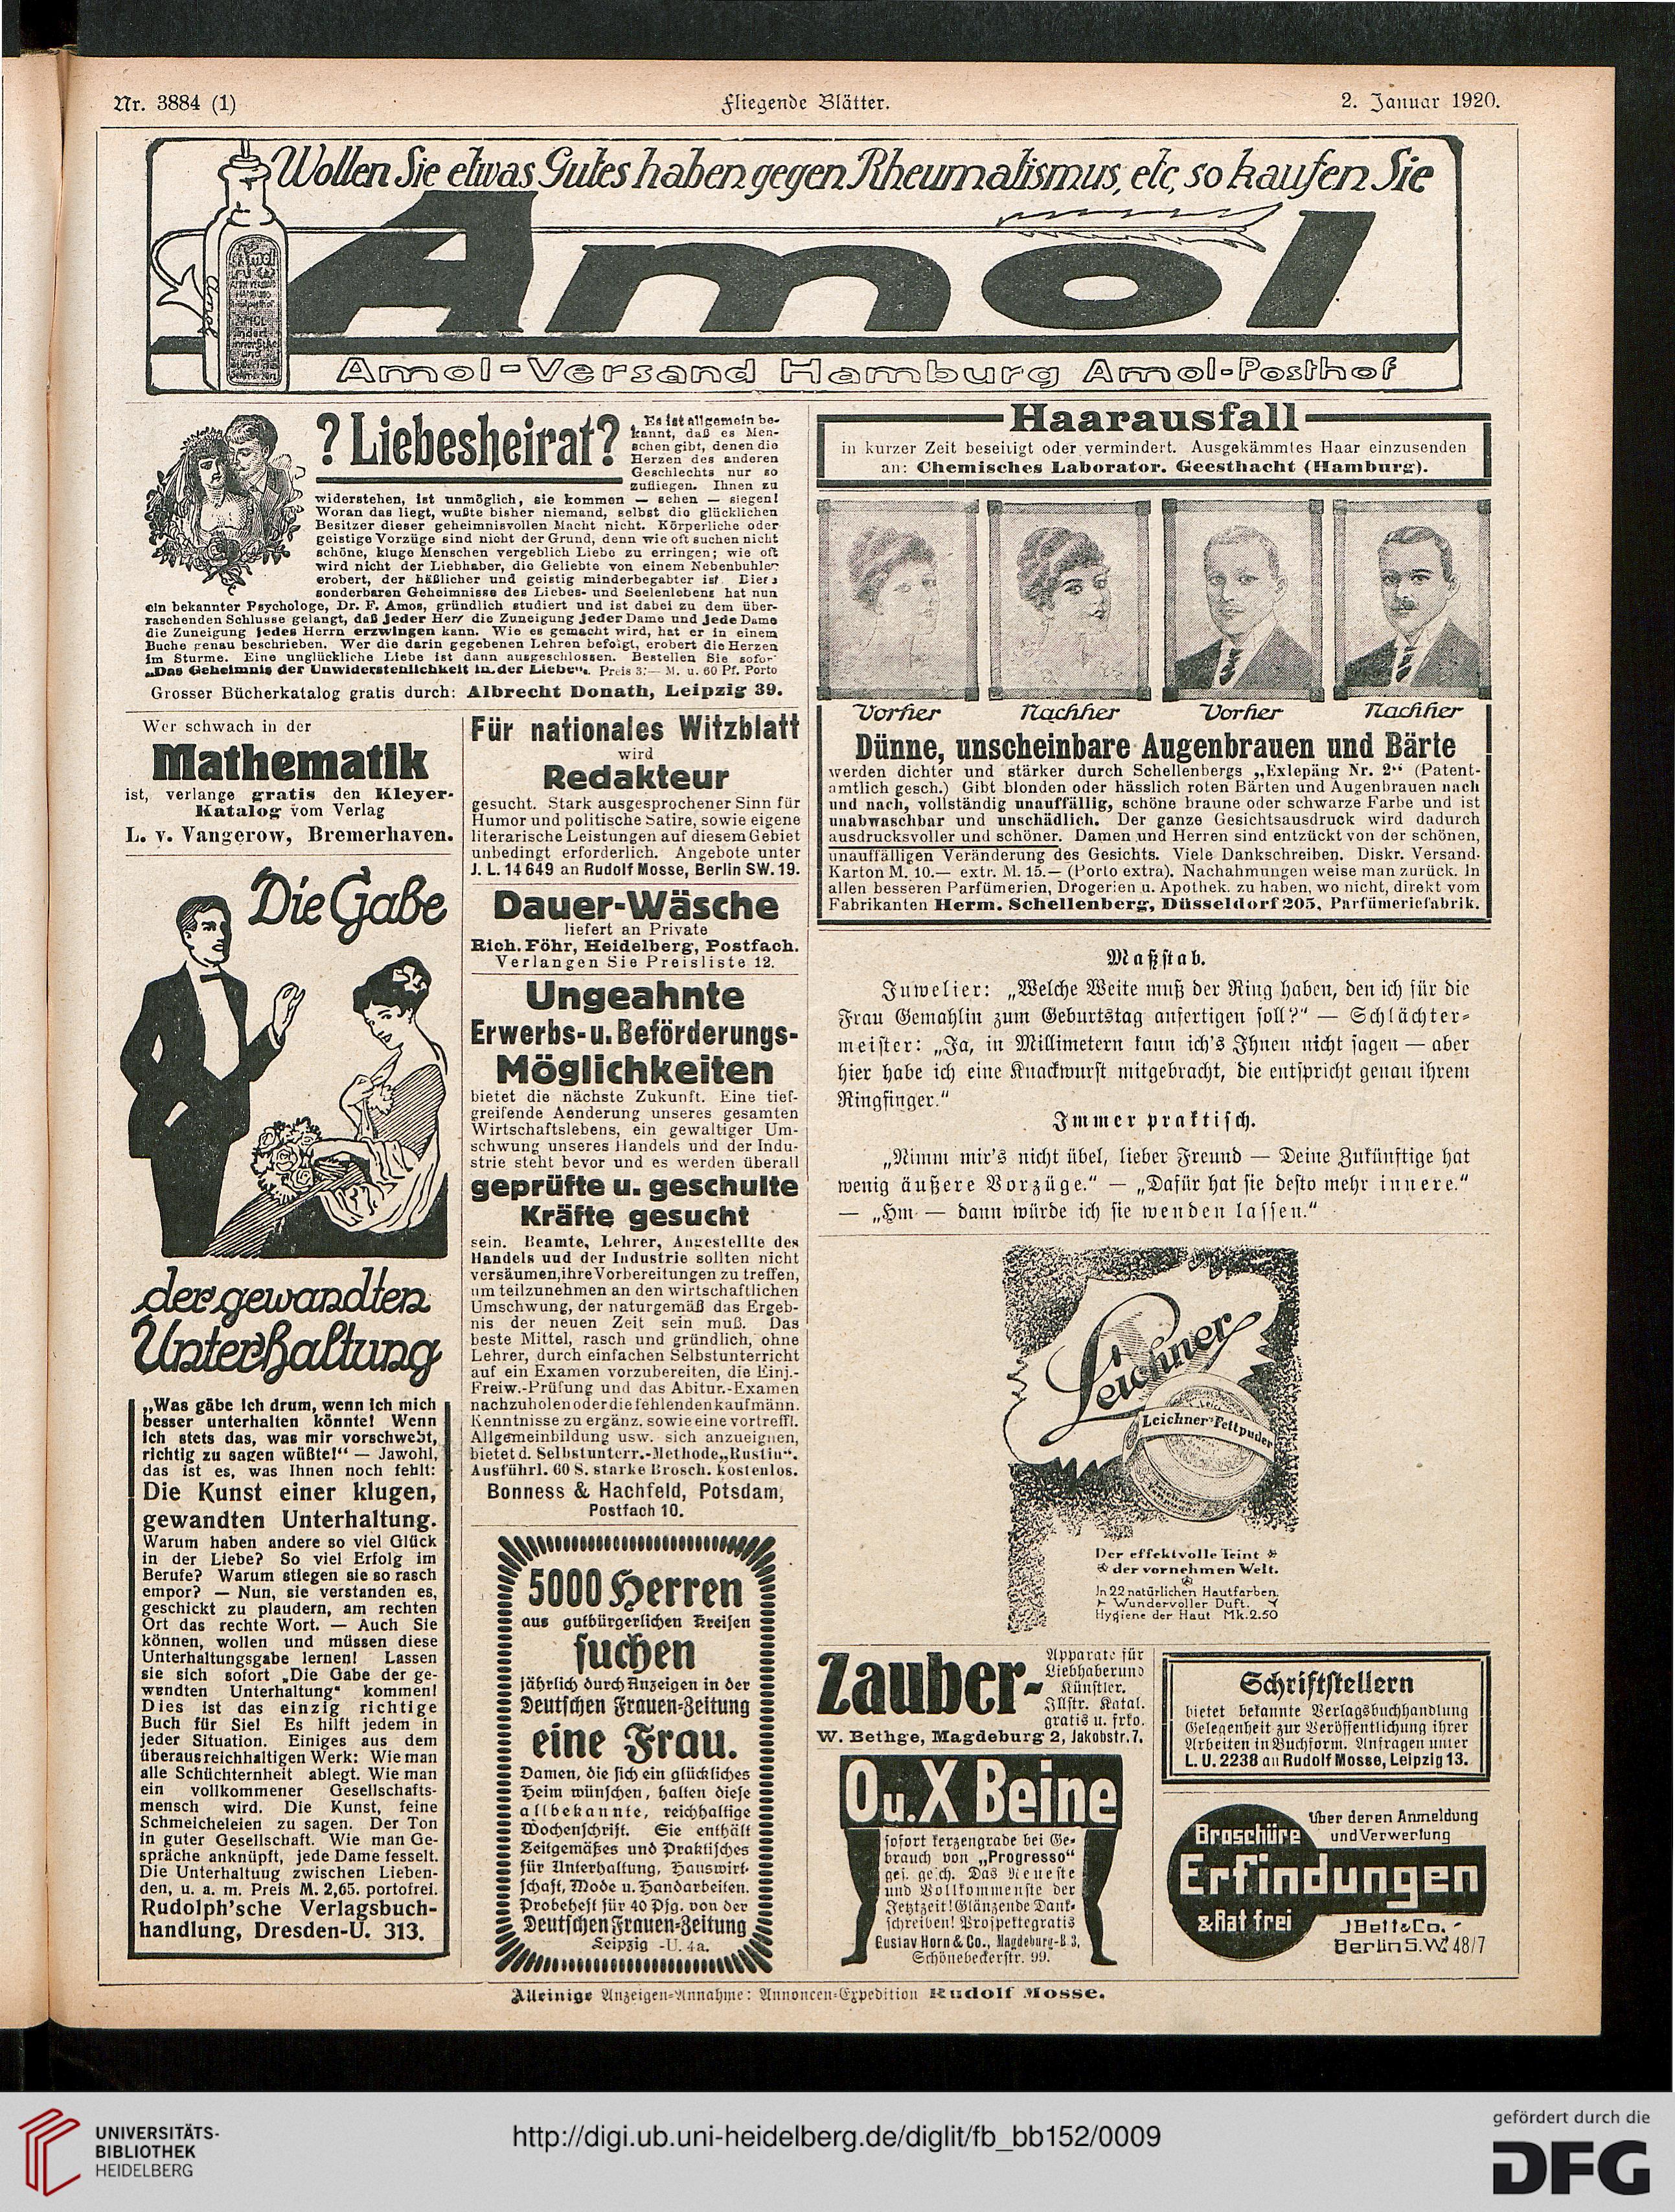 Nr. 3884 (1)
Fliegende Blätter.
2. Januar 1920.
Wollen Sie etwas Gutes haben gegen Rheumatismus, etc, so kaufen Sie
Amol
Amol-Versand Hamburg Amol-Posthof
? Liebesheirat?
Es ist allgemein be-
kannt, daß es Men-
schen gibt, denen die
Herzen des anderen
Geschlechts nur so
zufliegen. Ihnen zu
widerstehen, ist unmöglich, sie kommen — sehen — siegen!
Woran das liegt, wußte bisher niemand, selbst die glücklichen
Besitzer dieser geheimnisvollen Macht nicht. Körperliche oder
geistige Vorzüge sind nicht der Grund, denn wie oft suchen nicht
schöne, kluge Menschen vergeblich Liebe zu erringen; wie oft
wird nicht der Liebhaber, die Geliebte von einem Nebenbuhler
erobert, der häßlicher und geistig minderbegabter ist. Diese
sonderbaren Geheimnisse des Liebes- und Seelenlebens hat nun
ein bekannter Psychologe, Dr. F. Amos, gründlich studiert und ist dabei zu dem über-
raschenden Schlusse gelangt, daß jeder Herr die Zuneigung jeder Dame und jede Dame
die Zuneigung jedes Herrn erzwingen kann. Wie es gemacht wird, hat er in einem
Buche genau beschrieben. Wer die darin gegebenen Lehren befolgt, erobert die Herzen
im Sturme. Eine unglückliche Liebe ist dann ausgeschlossen. Bestellen Sie sofor-
„Das Geheimnis der Unwiderstehlichkeit in der Liebe“. Preis 3.— M. u. 60 Pf. Porto
Grosser Bücherkatalog gratis durch: Albrecht Donath, Leipzig 39.
Wer schwach in der
Mathematik
ist, verlange gratis den Kleyer-
Katalog vom Verlag
L. v. Vangerow, Bremerhaven.
Die Gabe
der gewandten
Unterhaltung
„Was gäbe ich drum, wenn ich mich
besser unterhalten könnte! Wenn
ich stets das, was mir vorschwebt,
richtig zu sagen wüßte!“ — Jawohl,
das ist es, was Ihnen noch fehlt:
Die Kunst einer klugen,
gewandten Unterhaltung.
Warum haben andere so viel Glück
in der Liebe? So viel Erfolg im
Berufe? Warum stiegen sie so rasch
empor? — Nun, sie verstanden es,
geschickt zu plaudern, am rechten
Ort das rechte Wort. — Auch Sie
können, wollen und müssen diese
Unterhaltungsgabe lernen! Lassen
sie sich sofort „Die Gabe der ge-
wandten Unterhaltung“ kommen!
Dies ist das einzig richtige
Buch für Sie! Es hilft jedem in
jeder Situation. Einiges aus dem
überaus reichhaltigen Werk: Wie man
alle Schüchternheit ablegt. Wie man
ein vollkommener Gesellschafts-
mensch wird. Die Kunst, feine
Schmeicheleien zu sagen. Der Ton
in guter Gesellschaft. Wie man Ge-
spräche anknüpft, jede Dame fesselt.
Die Unterhaltung zwischen Lieben-
den, u. a. m. Preis M. 2,65. portofrei.
Rudolph'sche Verlagsbuch-
handlung, Dresden-U. 313.
Für nationales Witzblatt
wird
Redakteur
gesucht. Stark ausgesprochener Sinn für
Humor und politische Satire, sowie eigene
literarische Leistungen auf diesem Gebiet
unbedingt erforderlich. Angebote unter
J. L. 14 649 an Rudolf Mosse, Berlin SW. 19.
Dauer-Wäsche
liefert an Private
Rich. Föhr, Heidelberg, Postfach.
Verlangen Sie Preisliste 12.
Ungeahnte
Erwerbs- u. Beförderungs-
Möglichkeiten
bietet die nächste Zukunft. Eine tief-
greifende Aenderung unseres gesamten
Wirtschaftslebens, ein gewaltiger Um-
schwung unseres Handels und der Indu-
strie steht bevor und es werden überall
geprüfte u. geschulte
Kräfte gesucht
sein. Beamte, Lehrer, Angestellte des
Handels und der Industrie sollten nicht
versäumen, ihre Vorbereitungen zu treffen,
um teilzunehmen an den wirtschaftlichen
Umschwung, der naturgemäß das Ergeb-
nis der neuen Zeit sein muß. Das
beste Mittel, rasch und gründlich, ohne
Lehrer, durch einfachen Selbstunterricht
auf ein Examen vorzubereiten, die Einj.-
Freiw.-Prüfung und das Abitur.-Examen
nachzuholen oder die fehlenden kaufmänn.
Kenntnisse zu ergänz. sowie eine vortreffl.
Allgemeinbildung usw. sich anzueignen,
bietet d. Selbstunterr.-Methode „Rustin“.
Ausführl. 60 S. starke Brosch. kostenlos.
Bonness & Hachfeld, Potsdam,
Postfach 10.
5000 Herren
aus gutbürgerlichen Kreisen
suchen
jährlich durch Anzeigen in der
Deutschen Frauen-Zeitung
eine Frau.
Damen, die sich ein glückliches
Heim wünschen, halten diese
allbekannte, reichhaltige
Wochenschrift. Sie enthält
Zeitgemäßes und Praktisches
für Unterhaltung, Hauswirt-
schaft, Mode u. Handarbeiten.
Probeheft für 40 Pfg. von der
Deutschen Frauen-Zeitung
Leipzig -U. 4a.
Haarausfall
in kurzer Zeit beseitigt oder vermindert. Ausgekämmtes Haar einzusenden
an: Chemisches Laborator. Geesthacht (Hamburg).
Vorher
Nachher
Vorher
Nachher
Dünne, unscheinbare Augenbrauen und Bärte
werden dichter und stärker durch Schellenbergs „Exlepäng Nr. 2“ (Patent-
amtlich gesch.) Gibt blonden oder hässlich roten Bärten und Augenbrauen nach
und nach, vollständig unauffällig, schöne braune oder schwarze Farbe und ist
unabwaschbar und unschädlich. Der ganze Gesichtsausdruck wird dadurch
ausdrucksvoller und schöner. Damen und Herren sind entzückt von der schönen,
unauffälligen Veränderung des Gesichts. Viele Dankschreiben. Diskr. Versand.
Karton M. 10.— extr. M. 15.— (Porto extra). Nachahmungen weise man zurück. In
allen besseren Parfümerien, Drogerien u. Apothek. zu haben, wo nicht, direkt vom
Fabrikanten Herm. Schellenberg, Düsseldorf 205, Parfümeriefabrik.
Maßstab.
Juwelier: „Welche Weite muß der Ring haben, den ich für die
Frau Gemahlin zum Geburtstag anfertigen soll?“ — Schlächter-
meister: „Ja, in Millimetern kann ich's Ihnen nicht sagen — aber
hier habe ich eine Knackwurst mitgebracht, die entspricht genau ihrem
Ringfinger.“
Immer praktisch.
„Nimm mir's nicht übel, lieber Freund — Deine Zukünftige hat
wenig äußere Vorzüge.“ — „Dafür hat sie desto mehr innere.“
— „Hm — dann würde ich sie wenden lassen.“
Leichner
Leichner-Fettpuder
Der effektvolle Teint
der vornehmen Welt.
In 22 natürlichen Hautfarben.
Wundervoller Duft.
Hygiene der Haut Mk. 2.50
Zauber-
Apparate für
Liebhaber und
Künstler.
Illstr. Katal.
gratis u. frko.
W. Bethge, Magdeburg 2, Jakobstr. 7.
O u. X Beine
sofort kerzengrade bei Ge-
brauch von „Progresso“
ges. gesch. Das Neueste
und Vollkommenste der
Jetztzeit! Glänzende Dank-
schreiben! Prospekte gratis
Gustav Horn & Co., Magdeburg-B 3,
Schönebeckerstr. 99.
Schriftstellern
bietet bekannte Verlagsbuchhandlung
Gelegenheit zur Veröffentlichung ihrer
Arbeiten in Buchform. Anfragen unter
L. U. 2238 an Rudolf Mosse, Leipzig 13.
Broschüre
über deren Anmeldung
und Verwertung
Erfindungen
& Rat frei
J Bett & Co.
Berlin S.W. 48/7
Alleinige Anzeigen-Annahme: Annoncen-Expedition Rudolf Mosse.
UNIVERSITÄTS-
BIBLIOTHEK
HEIDELBERG
http://digi.ub.uni-heidelberg.de/diglit/fb_bb152/0009
gefördert durch die
DFG